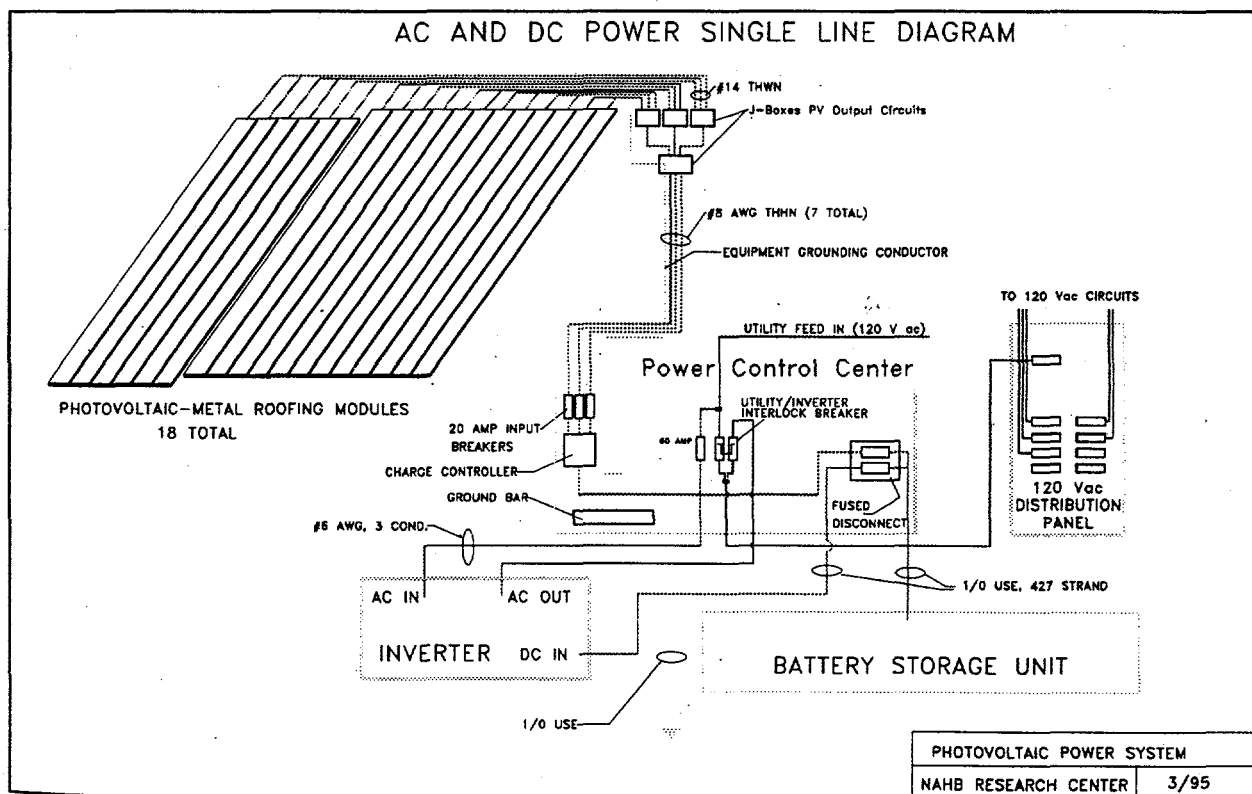 AC AND DC POWER SINGLE LINE DIAGRAM
#14 THWN
J-Boxes PV Output Circuits
#8 AWG THHN (7 TOTAL)
EQUIPMENT GROUNDING CONDUCTOR
TO 120 Vac CIRCUITS
UTILITY FEED IN (120 V ac)
Power Control Center
UTILITY/INVERTER
INTERLOCK BREAKER
PHOTOVOLTAIC-METAL ROOFING MODULES
18 TOTAL
20 AMP INPUT
BREAKERS
60 AMP
CHARGE CONTROLLER
GROUND BAR
FUSED
DISCONNECT
120 Vac
DISTRIBUTION
PANEL
#6 AWG, 3 COND.
AC IN
AC OUT
1/0 USE, 427 STRAND
INVERTER
DC IN
BATTERY STORAGE UNIT
1/0 USE
PHOTOVOLTAIC POWER SYSTEM
NAHB RESEARCH CENTER
3/95